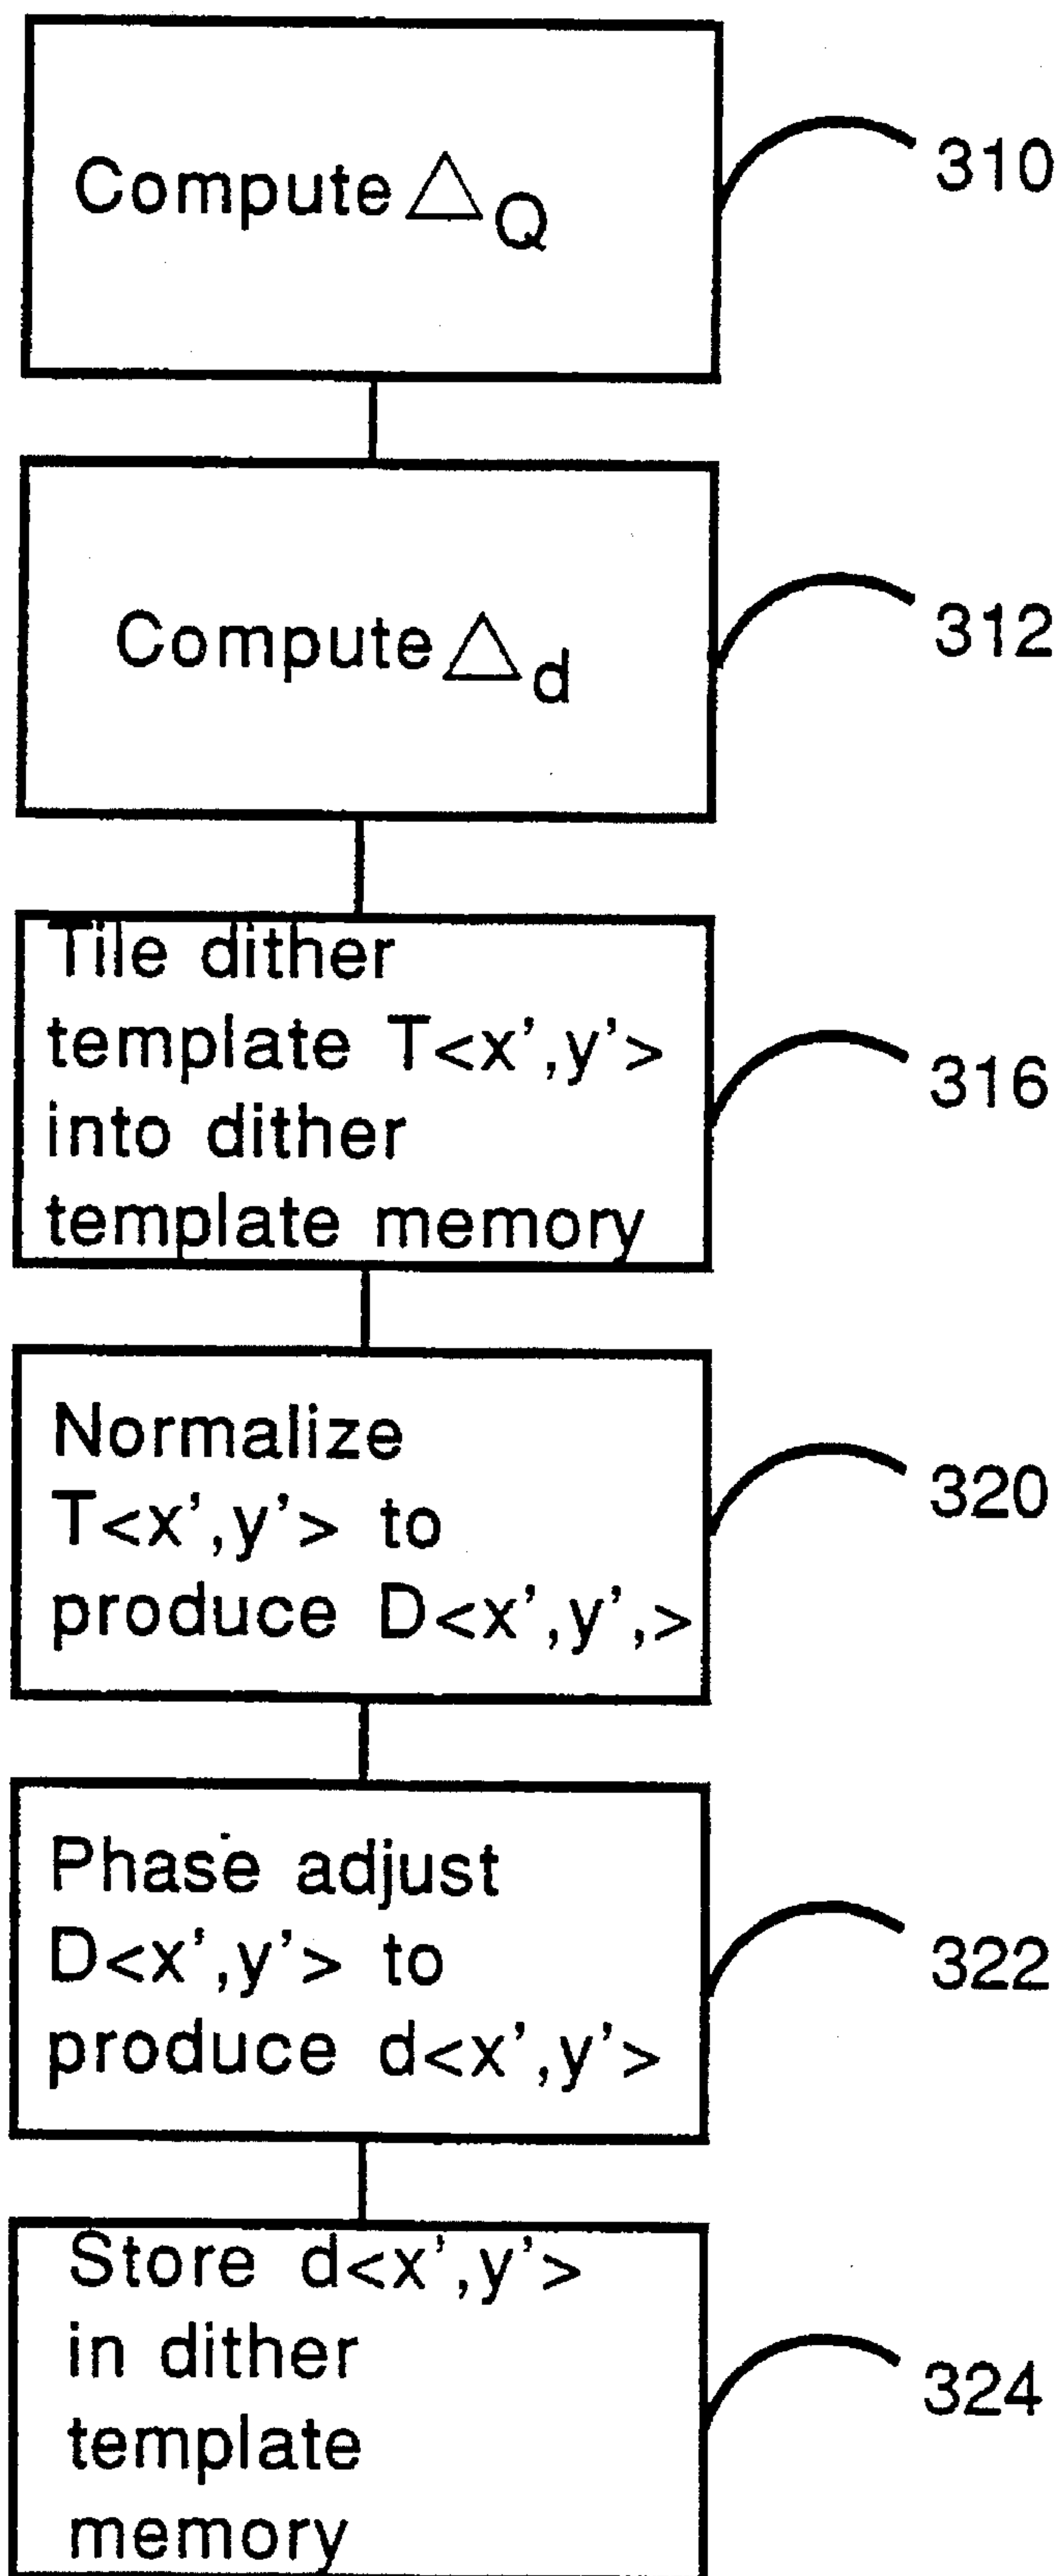 Compute △Q
310
Compute △d
312
Tile dither
template T<x',y'>
into dither
template memory
316
Normalize
T<x',y'> to
produce D<x',y',>
320
Phase adjust
D<x',y'> to
produce d<x',y'>
322
Store d<x',y'>
in dither
template
memory
324